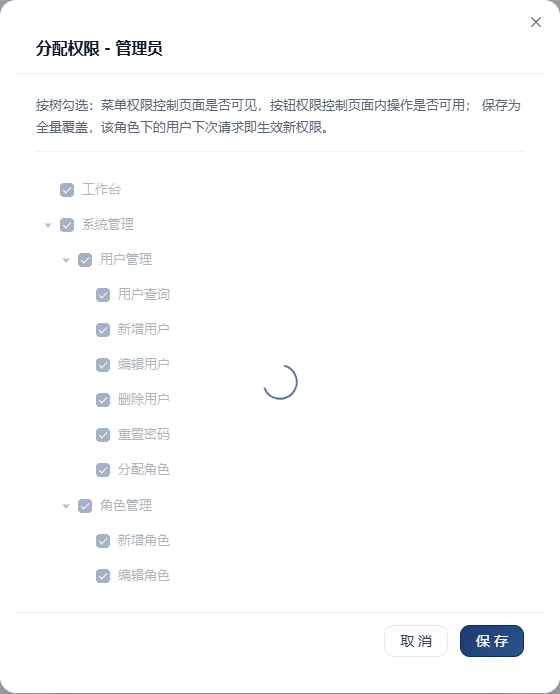 分配权限 - 管理员
按树勾选：菜单权限控制页面是否可见，按钮权限控制页面内操作是否可用； 保存为
全量覆盖，该角色下的用户下次请求即生效新权限。
工作台
系统管理
用户管理
用户查询
新增用户
编辑用户
删除用户
重置密码
分配角色
角色管理
新增角色
编辑角色
取 消 保 存